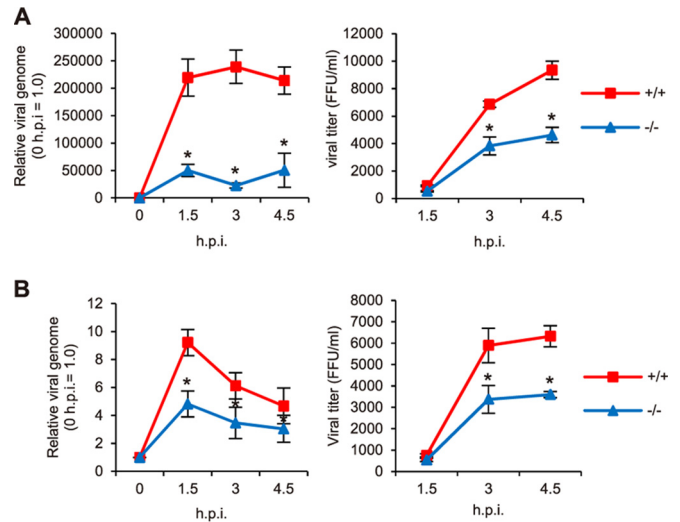 A
Relative viral genome
(0 h.p.i = 1.0)
300000
250000
200000
150000
100000
50000
0
*
*
*
0 1.5 3 4.5
h.p.i.
viral titer (FFU/ml)
12000
10000
8000
6000
4000
2000
0
*
*
1.5 3 4.5
h.p.i.
+/+
-/-
B
Relative viral genome
(0 h.p.i.= 1.0)
12
10
8
6
4
2
0
*
*
*
0 1.5 3 4.5
h.p.i.
Viral titer (FFU/ml)
8000
7000
6000
5000
4000
3000
2000
1000
0
*
*
1.5 3 4.5
h.p.i.
+/+
-/-